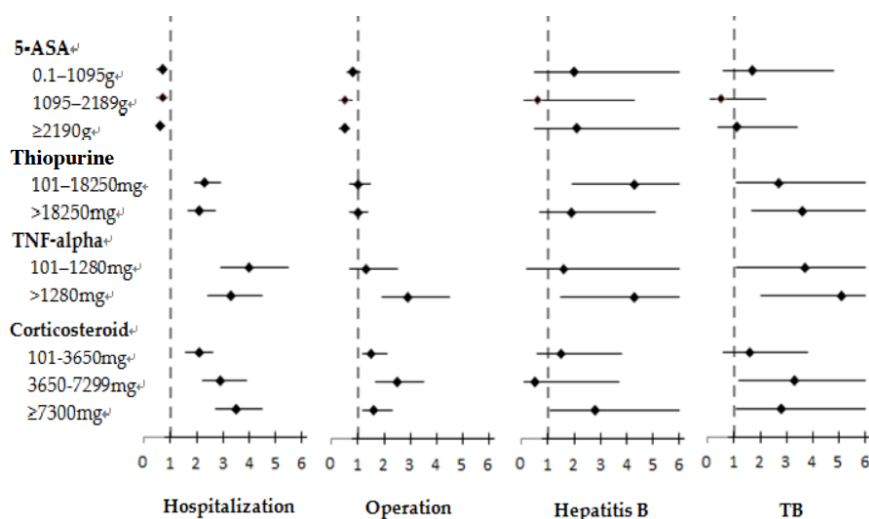 5-ASA↵
0.1–1095g↵
1095–2189g↵
≥2190g↵
Thiopurine
101–18250mg↵
>18250mg↵
TNF-alpha↵
101–1280mg↵
>1280mg↵
Corticosteroid↵
101-3650mg↵
3650-7299mg↵
≥7300mg↵
0 1 2 3 4 5 6 0 1 2 3 4 5 6 0 1 2 3 4 5 6 0 1 2 3 4 5 6
Hospitalization Operation Hepatitis B TB